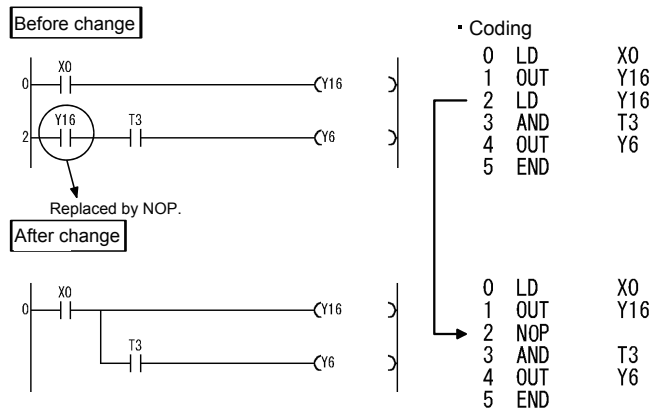 Before change
0 X0 Y16
2 Y16 T3 Y6
Replaced by NOP.
After change
0 X0 Y16
T3 Y6
▪ Coding
0 LD X0
1 OUT Y16
2 LD Y16
3 AND T3
4 OUT Y6
5 END
0 LD X0
1 OUT Y16
2 NOP
3 AND T3
4 OUT Y6
5 END